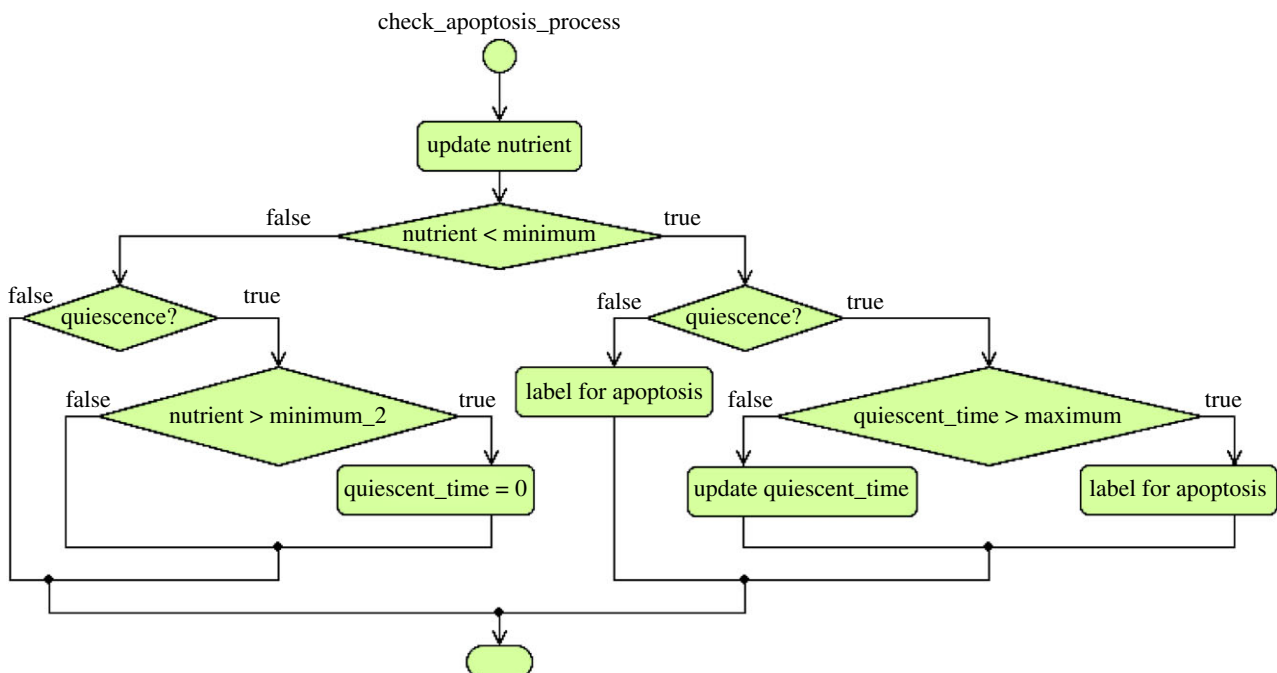 check_apoptosis_process
update nutrient
false
true
nutrient < minimum
false
true
false
true
quiescence?
quiescence?
false
true
label for apoptosis
false
true
nutrient > minimum_2
quiescent_time > maximum
quiescent_time = 0
update quiescent_time
label for apoptosis